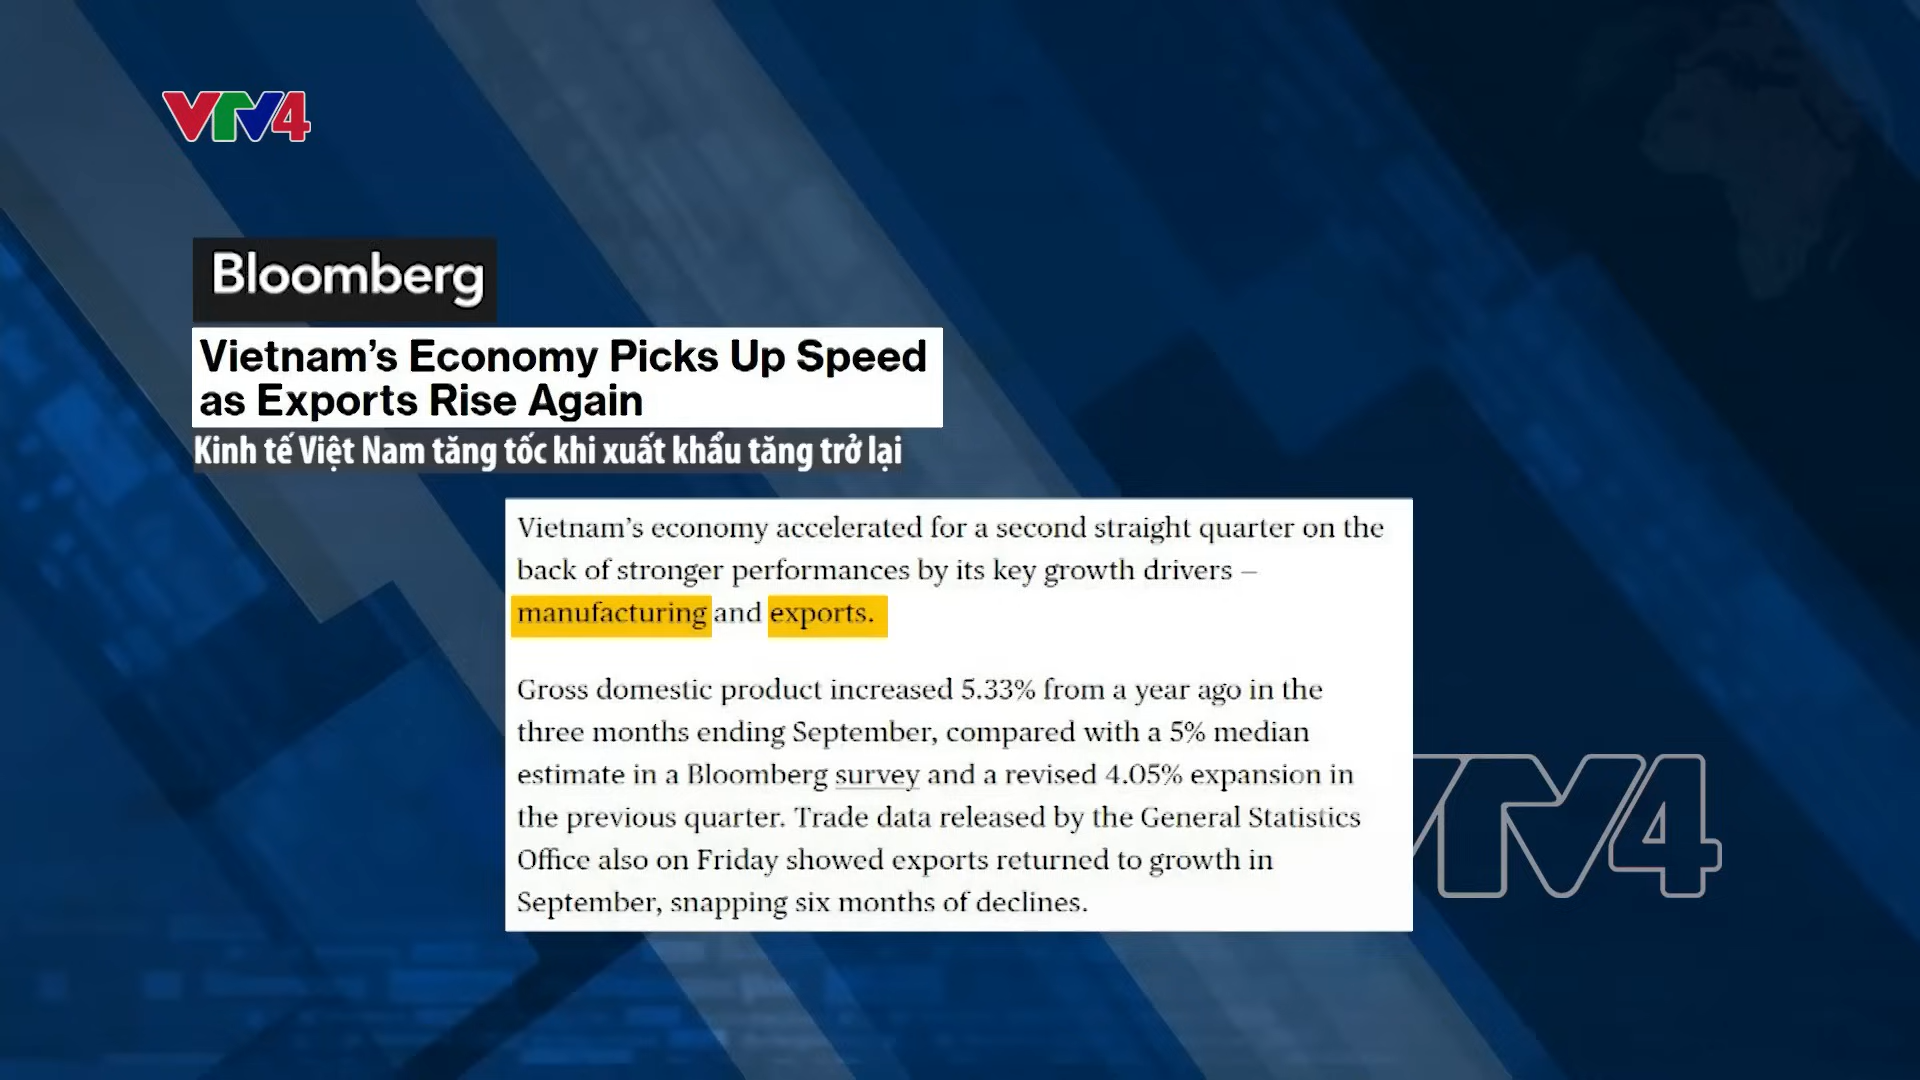 VTV4
Bloomberg
Vietnam’s Economy Picks Up Speed
as Exports Rise Again
Kinh tế Việt Nam tăng tốc khi xuất khẩu tăng trở lại
Vietnam’s economy accelerated for a second straight quarter on the
back of stronger performances by its key growth drivers –
manufacturing and exports.
Gross domestic product increased 5.33% from a year ago in the
three months ending September, compared with a 5% median
estimate in a Bloomberg survey and a revised 4.05% expansion in
the previous quarter. Trade data released by the General Statistics
Office also on Friday showed exports returned to growth in
September, snapping six months of declines.
VTV4